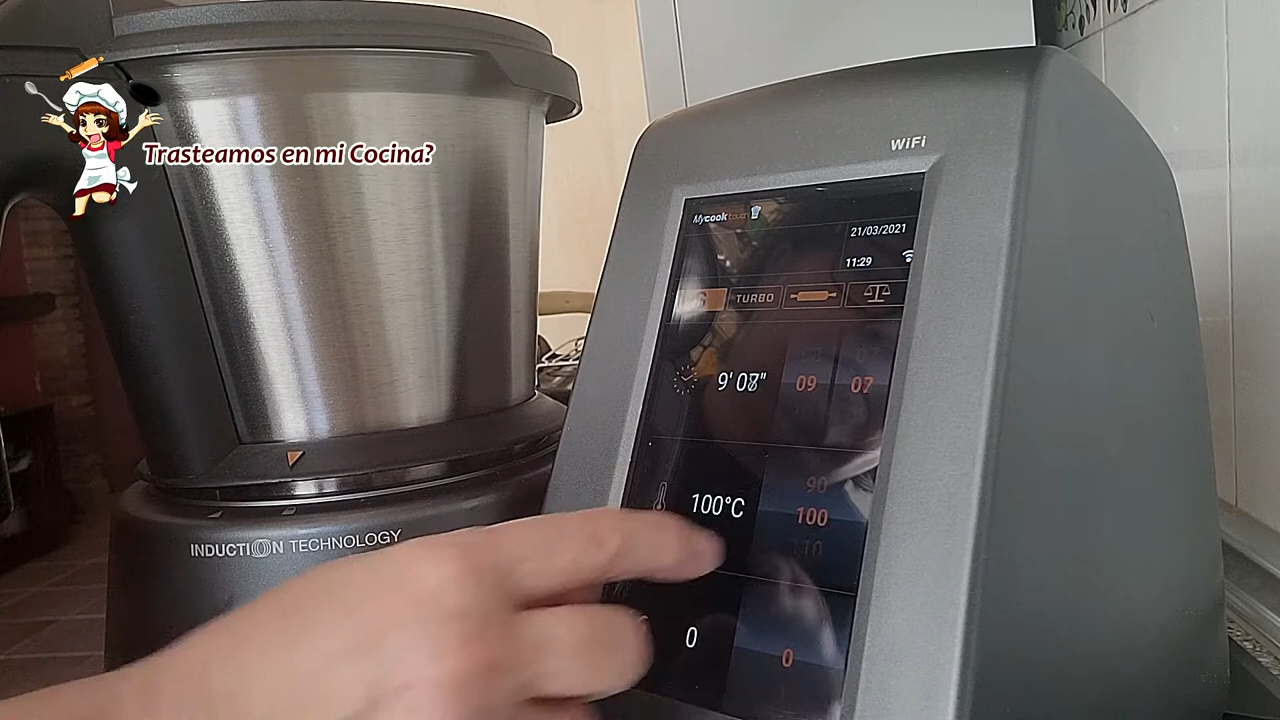 Trasteamos en mi Cocina?
WiFi
Mycook touch
21/03/2021
11:29
TURBO
9' 07"
09
07
90
100°C
100
110
0
0
INDUCTION TECHNOLOGY